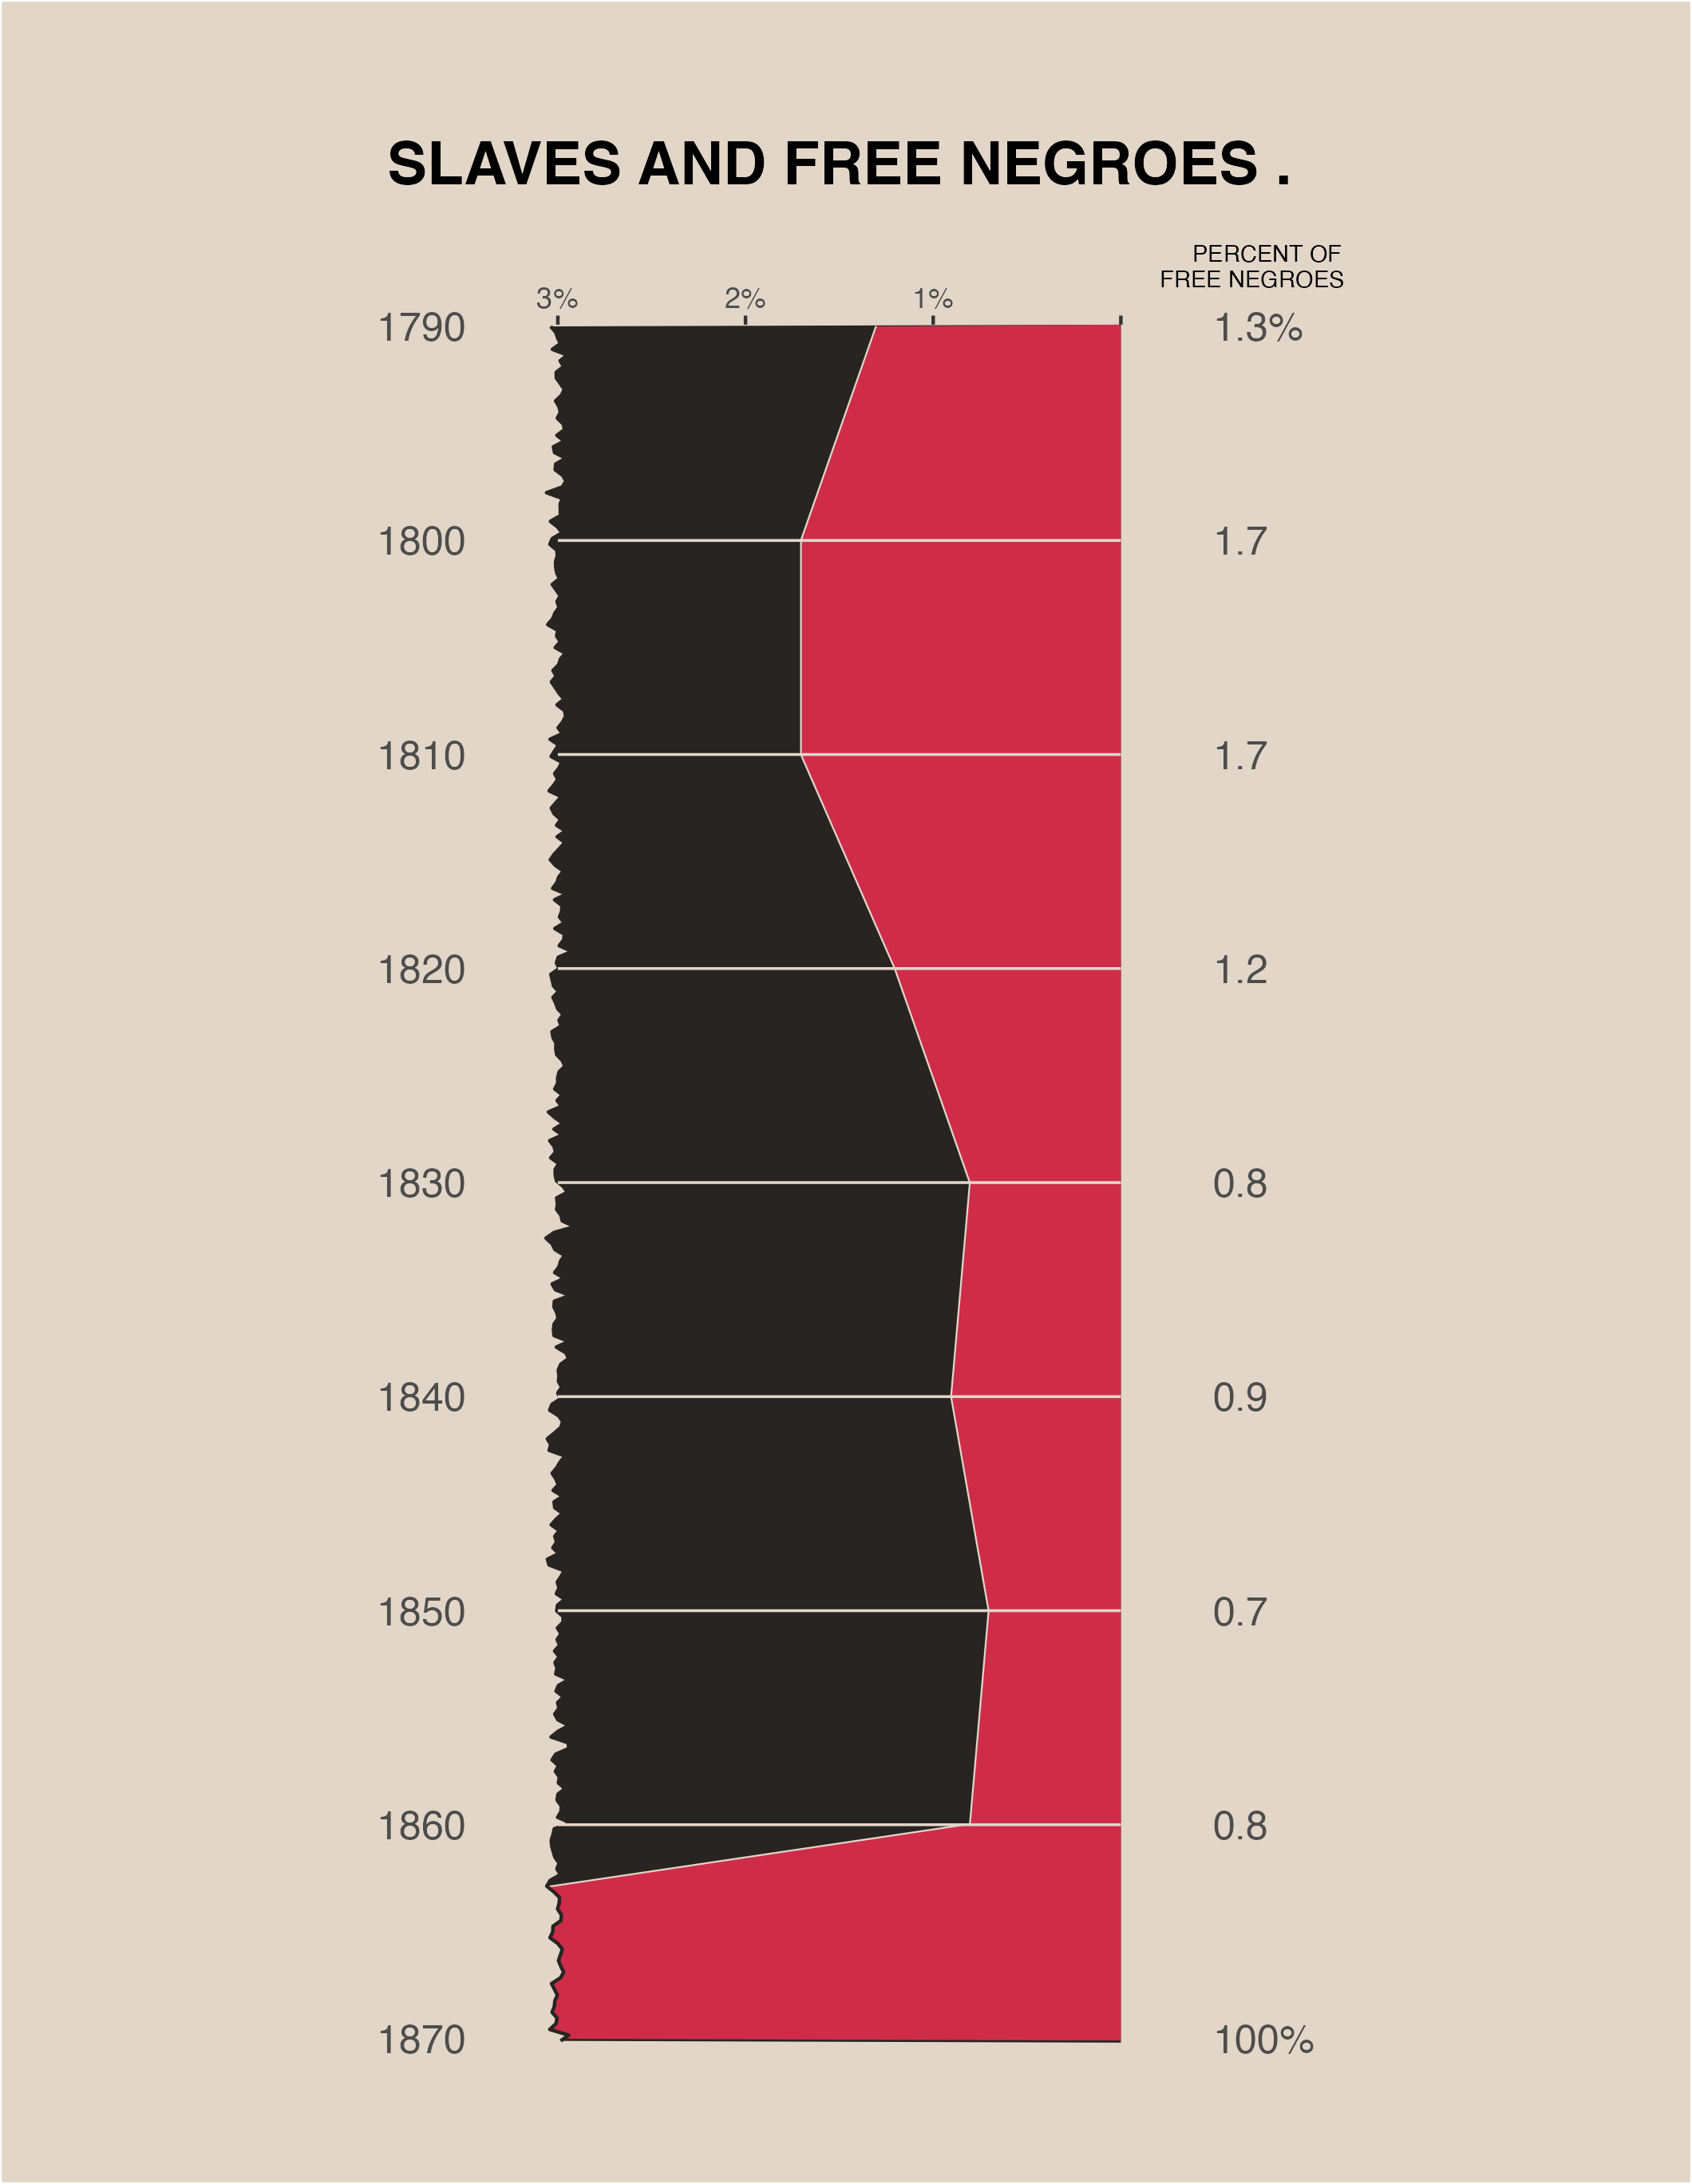 SLAVES AND FREE NEGROES .
PERCENT OF
FREE NEGROES
3% 2% 1%
1790 1.3%
1800 1.7
1810 1.7
1820 1.2
1830 0.8
1840 0.9
1850 0.7
1860 0.8
1870 100%